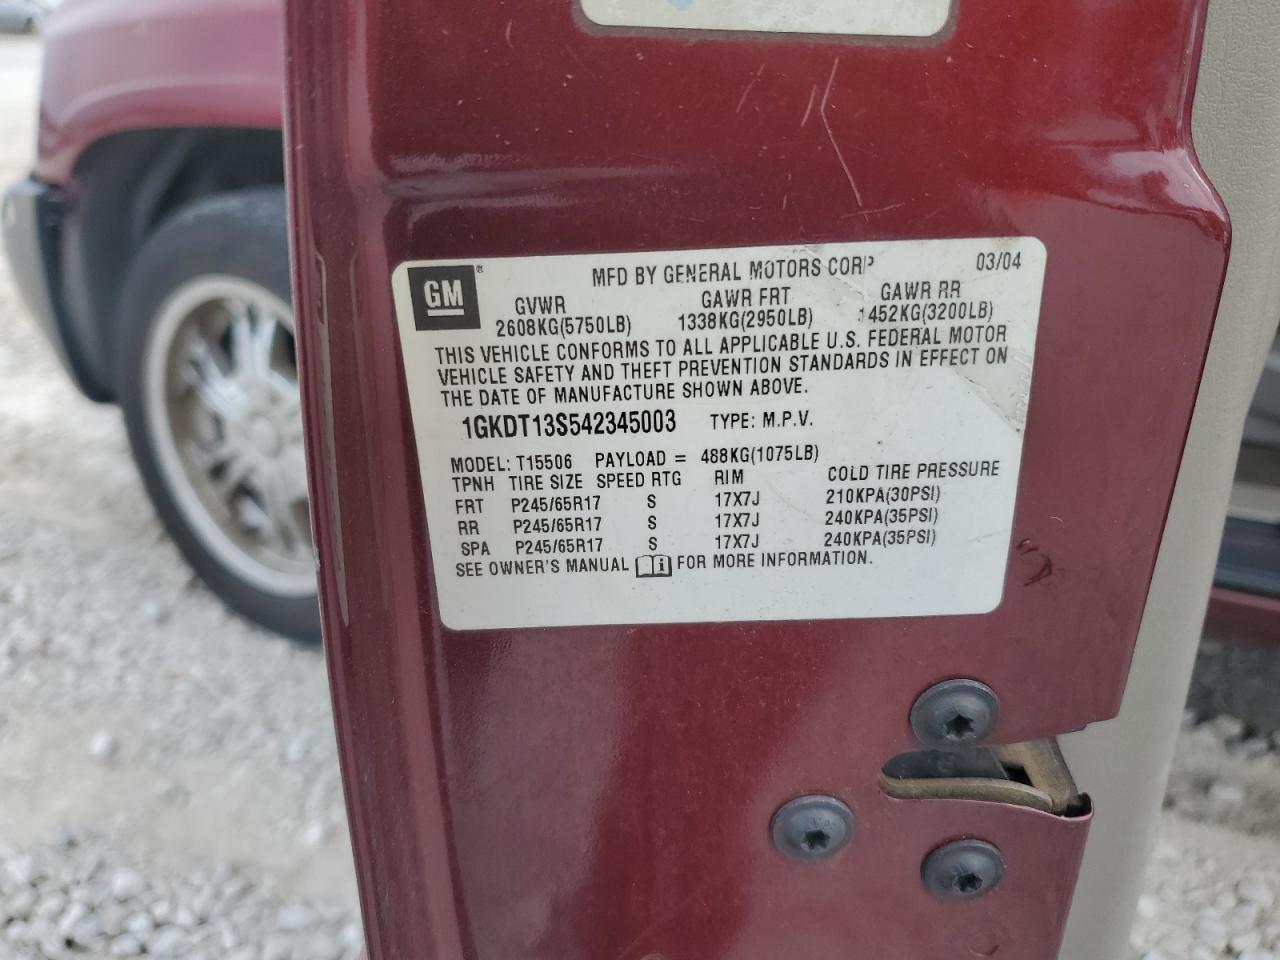 GM ® MFD BY GENERAL MOTORS CORP 03/04
GVWR GAWR FRT GAWR RR
2608KG(5750LB) 1338KG(2950LB) 1452KG(3200LB)
THIS VEHICLE CONFORMS TO ALL APPLICABLE U.S. FEDERAL MOTOR
VEHICLE SAFETY AND THEFT PREVENTION STANDARDS IN EFFECT ON
THE DATE OF MANUFACTURE SHOWN ABOVE.
1GKDT13S542345003 TYPE: M.P.V.
MODEL: T15506 PAYLOAD = 488KG(1075LB)
TPNH TIRE SIZE SPEED RTG RIM COLD TIRE PRESSURE
FRT P245/65R17 S 17X7J 210KPA(30PSI)
RR P245/65R17 S 17X7J 240KPA(35PSI)
SPA P245/65R17 S 17X7J 240KPA(35PSI)
SEE OWNER'S MANUAL FOR MORE INFORMATION.